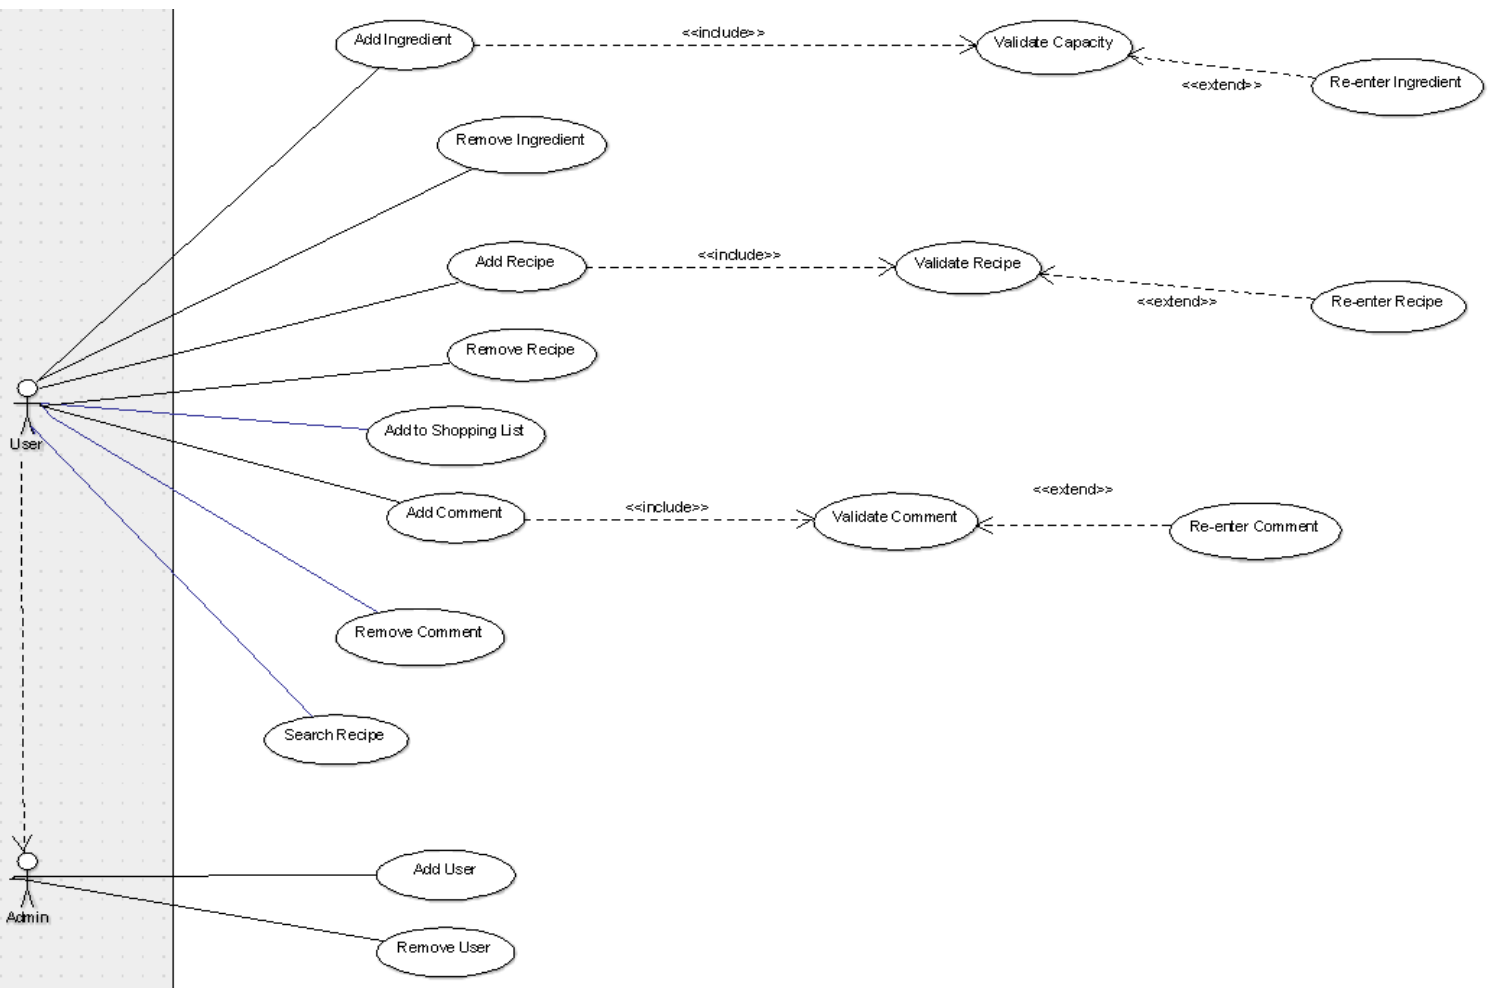 Add Ingredient
<<include>>
Validate Capacity
<<extend>>
Re-enter Ingredient
Remove Ingredient
Add Recipe
<<include>>
Validate Recipe
<<extend>>
Re-enter Recipe
Remove Recipe
User
Add to Shopping List
Add Comment
<<include>>
Validate Comment
<<extend>>
Re-enter Comment
Remove Comment
Search Recipe
Admin
Add User
Remove User